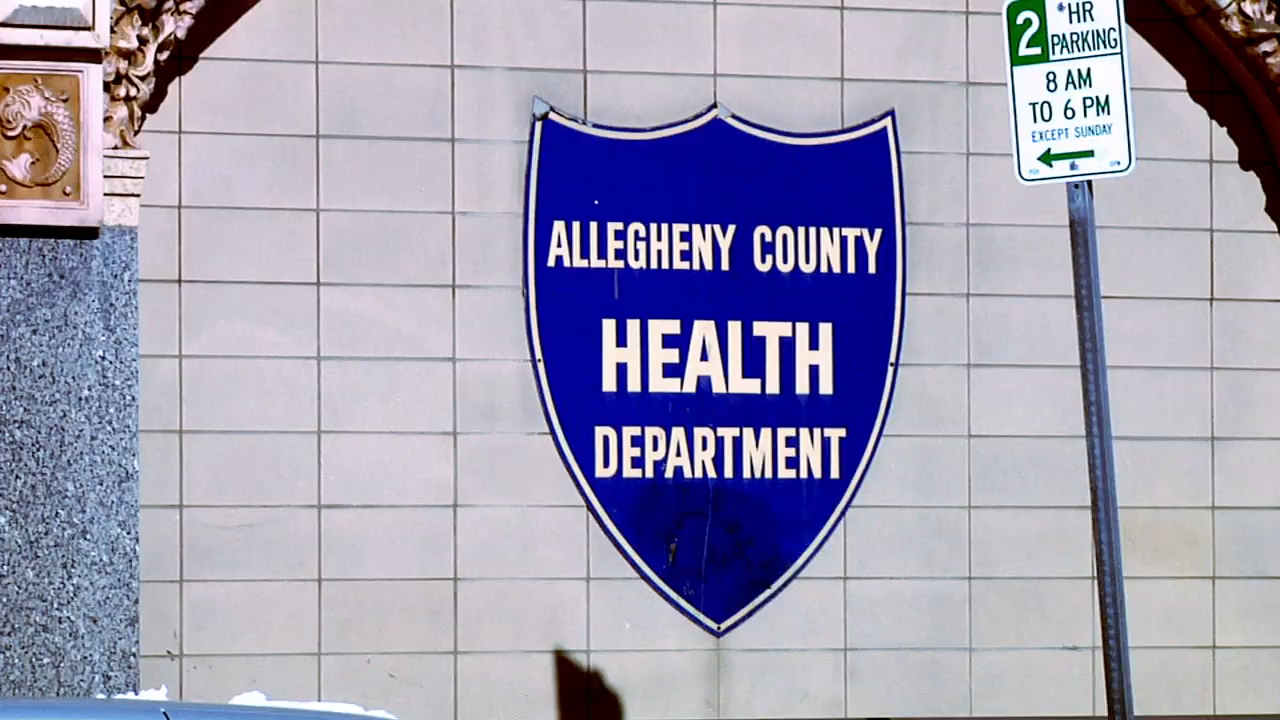 ALLEGHENY COUNTY
HEALTH
DEPARTMENT
2 HR
PARKING
8 AM
TO 6 PM
EXCEPT SUNDAY